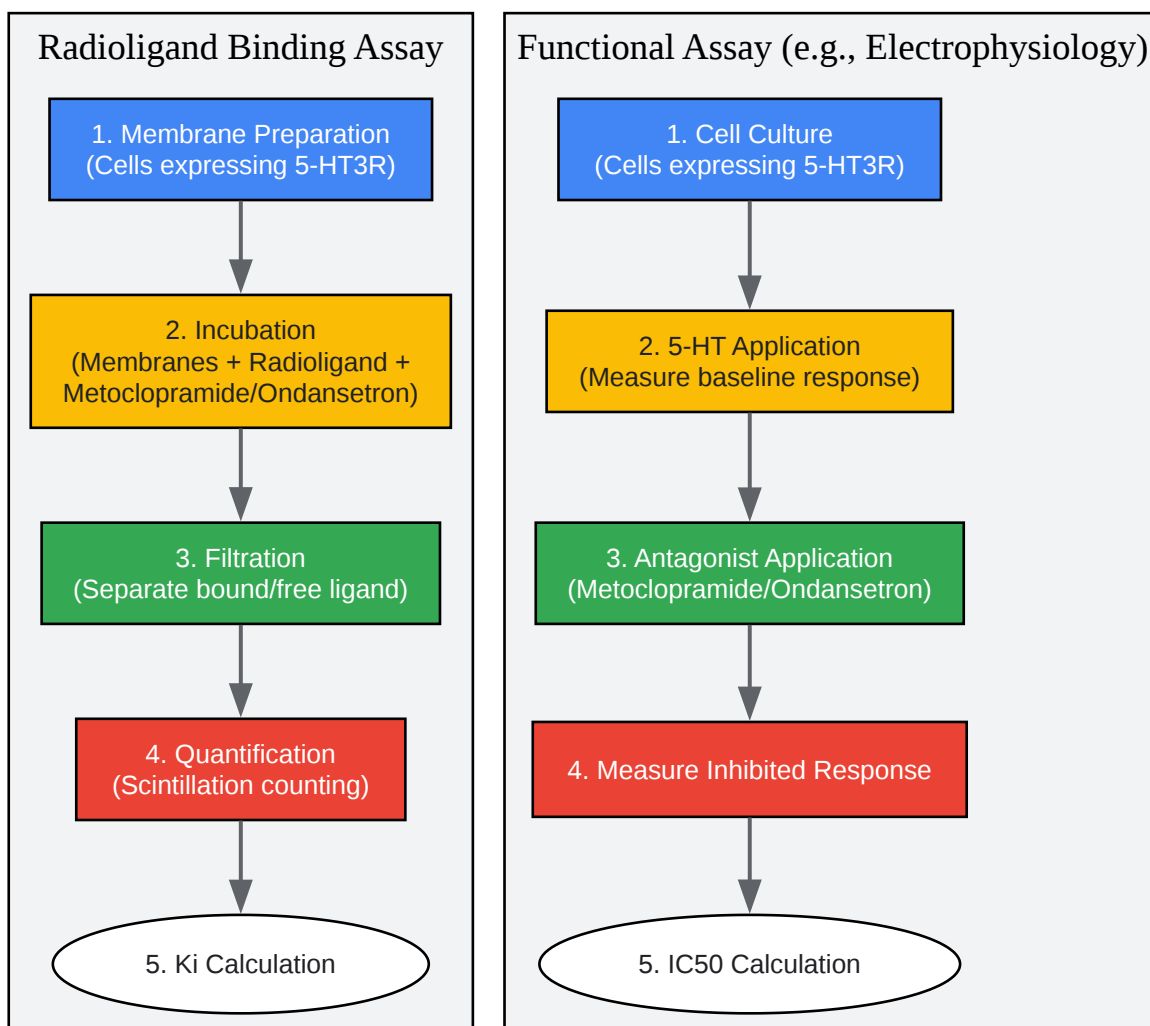 Radioligand Binding Assay
1. Membrane Preparation
(Cells expressing 5-HT3R)
2. Incubation
(Membranes + Radioligand +
Metoclopramide/Ondansetron)
3. Filtration
(Separate bound/free ligand)
4. Quantification
(Scintillation counting)
5. Ki Calculation
Functional Assay (e.g., Electrophysiology)
1. Cell Culture
(Cells expressing 5-HT3R)
2. 5-HT Application
(Measure baseline response)
3. Antagonist Application
(Metoclopramide/Ondansetron)
4. Measure Inhibited Response
5. IC50 Calculation